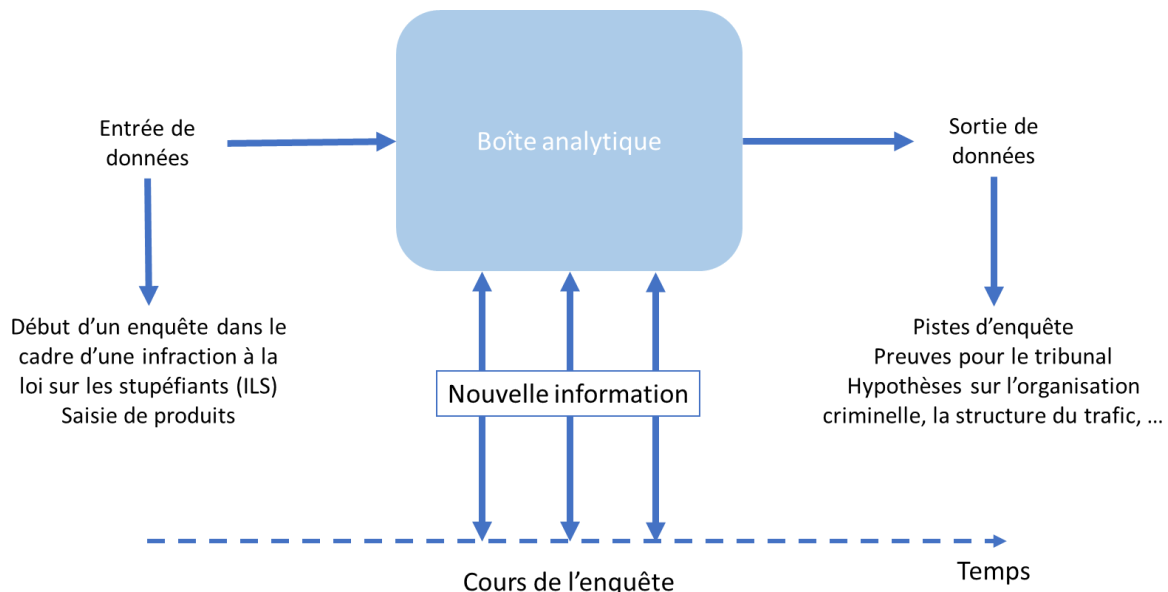 Entrée de
données
Boîte analytique
Sortie de
données
Début d’un enquête dans le
cadre d’une infraction à la
loi sur les stupéfiants (ILS)
Saisie de produits
Nouvelle information
Pistes d’enquête
Preuves pour le tribunal
Hypothèses sur l’organisation
criminelle, la structure du trafic, …
Cours de l’enquête
Temps